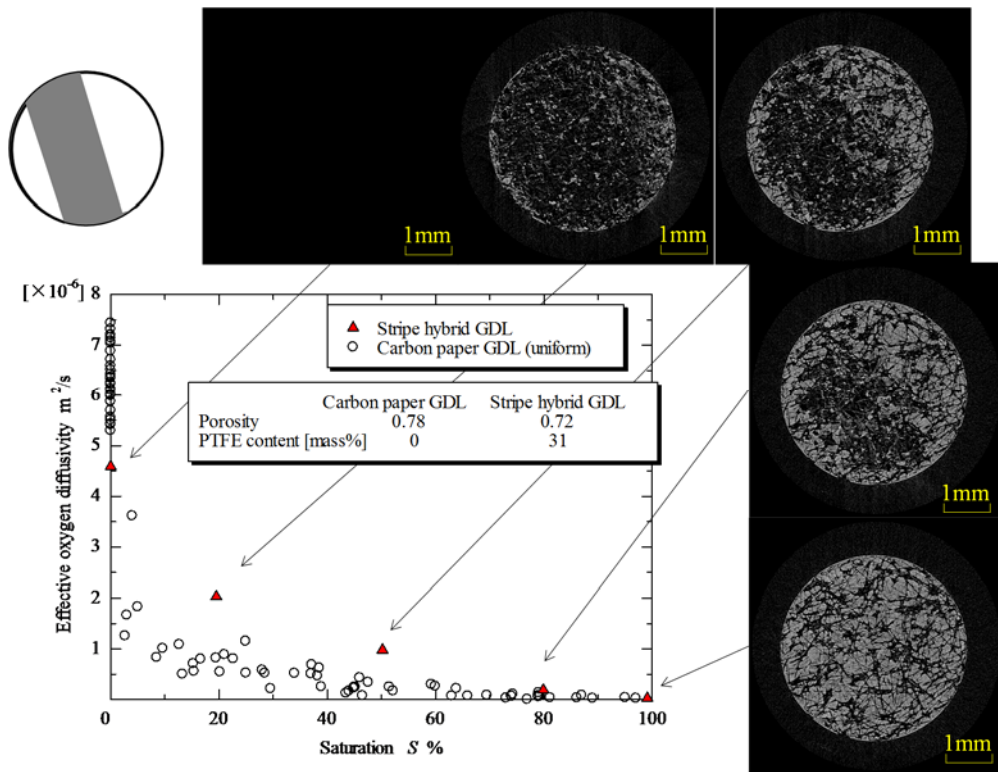 1mm 1mm
[×10⁻⁶] 8
7
6
5
4
3
2
1
Effective oxygen diffusivity m²/s
Stripe hybrid GDL
Carbon paper GDL (uniform)
Carbon paper GDL Stripe hybrid GDL
Porosity 0.78 0.72
PTFE content [mass%] 0 31
1mm
1mm
0 20 40 60 80 100
Saturation S %